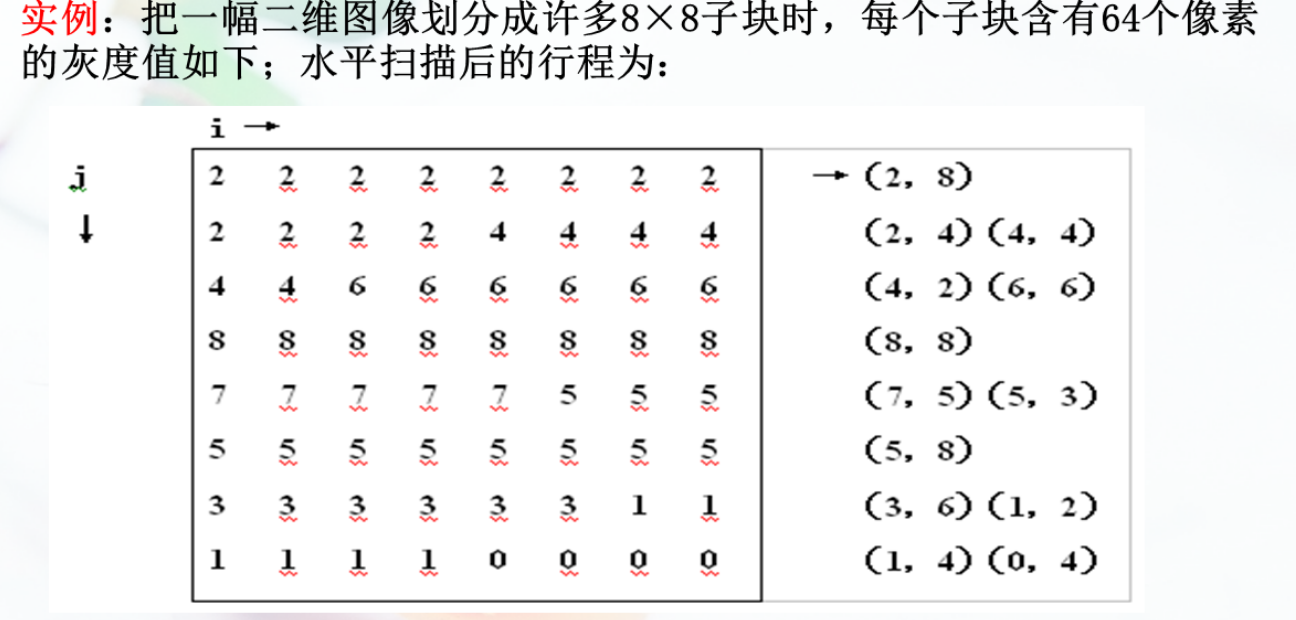 实例：把一幅二维图像划分成许多8×8子块时，每个子块含有64个像素
的灰度值如下；水平扫描后的行程为：
i →
j 2 2 2 2 2 2 2 2 → (2, 8)
↓ 2 2 2 2 4 4 4 4 (2, 4) (4, 4)
4 4 6 6 6 6 6 6 (4, 2) (6, 6)
8 8 8 8 8 8 8 8 (8, 8)
7 7 7 7 7 5 5 5 (7, 5) (5, 3)
5 5 5 5 5 5 5 5 (5, 8)
3 3 3 3 3 3 1 1 (3, 6) (1, 2)
1 1 1 1 0 0 0 0 (1, 4) (0, 4)